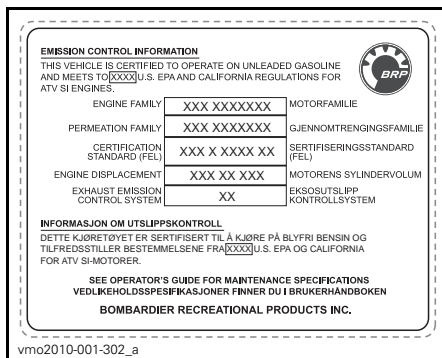 EMISSION CONTROL INFORMATION
THIS VEHICLE IS CERTIFIED TO OPERATE ON UNLEADED GASOLINE
AND MEETS TO XXXX U.S. EPA AND CALIFORNIA REGULATIONS FOR
ATV SI ENGINES.
BRP
ENGINE FAMILY XXX XXXXXXX MOTORFAMILIE
PERMEATION FAMILY XXX XXXXXXX GJENNOMTRENGINGSFAMILIE
CERTIFICATION
STANDARD (FEL) XXX X XXXX XX SERTIFISERINGSSTANDARD
(FEL)
ENGINE DISPLACEMENT XXX XX XXX MOTORENS SYLINDERVOLUM
EXHAUST EMISSION
CONTROL SYSTEM XX EKSOSUTSLIPP
KONTROLLSYSTEM
INFORMASJON OM UTSLIPPSKONTROLL
DETTE KJØRETØYET ER SERTIFISERT TIL Å KJØRE PÅ BLYFRI BENSIN OG
TILFREDSSTILLER BESTEMMELSENE FRA XXXX U.S. EPA OG CALIFORNIA
FOR ATV SI-MOTORER.
SEE OPERATOR'S GUIDE FOR MAINTENANCE SPECIFICATIONS
VEDLIKEHOLDSSPESIFIKASJONER FINNER DU I BRUKERHÅNDBOKEN
BOMBARDIER RECREATIONAL PRODUCTS INC.
vmo2010-001-302_a